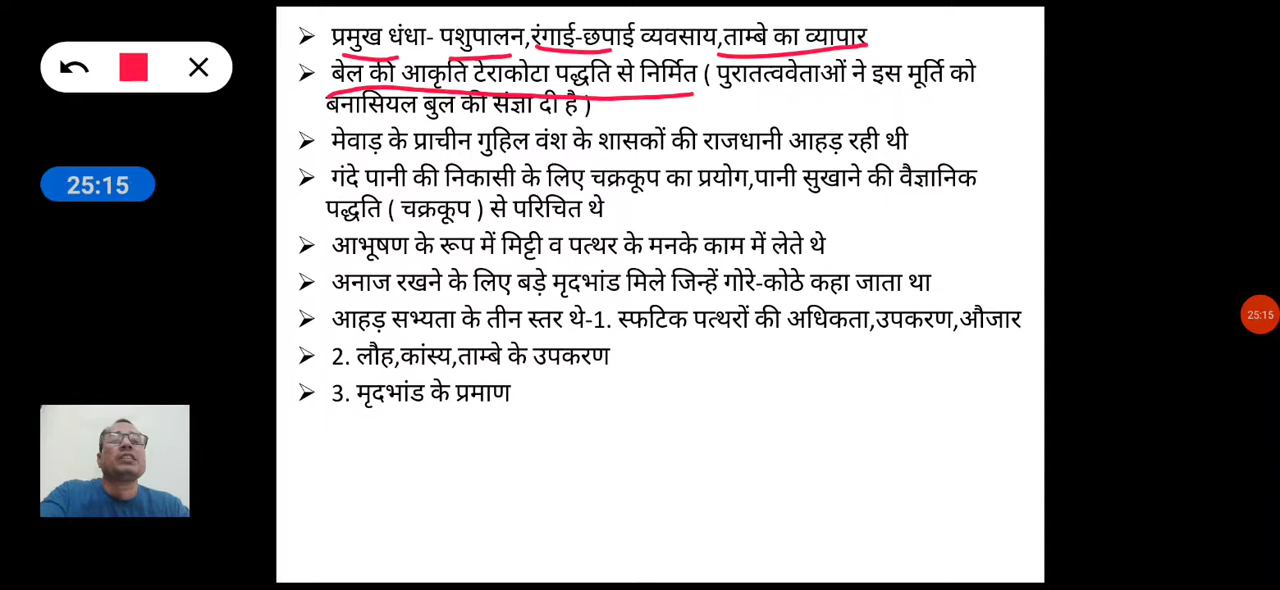 ➢ प्रमुख धंधा- पशुपालन,रंगाई-छपाई व्यवसाय,ताम्बे का व्यापार
➢ बेल की आकृति टेराकोटा पद्धति से निर्मित ( पुरातत्ववेताओं ने इस मूर्ति को
बनासियल बुल की संज्ञा दी है )
➢ मेवाड़ के प्राचीन गुहिल वंश के शासकों की राजधानी आहड़ रही थी
25:15
➢ गंदे पानी की निकासी के लिए चक्रकूप का प्रयोग,पानी सुखाने की वैज्ञानिक
पद्धति ( चक्रकूप ) से परिचित थे
➢ आभूषण के रूप में मिट्टी व पत्थर के मनके काम में लेते थे
➢ अनाज रखने के लिए बड़े मृदभांड मिले जिन्हें गोरे-कोठे कहा जाता था
➢ आहड़ सभ्यता के तीन स्तर थे-1. स्फटिक पत्थरों की अधिकता,उपकरण,औजार
25:15
➢ 2. लौह,कांस्य,ताम्बे के उपकरण
➢ 3. मृदभांड के प्रमाण